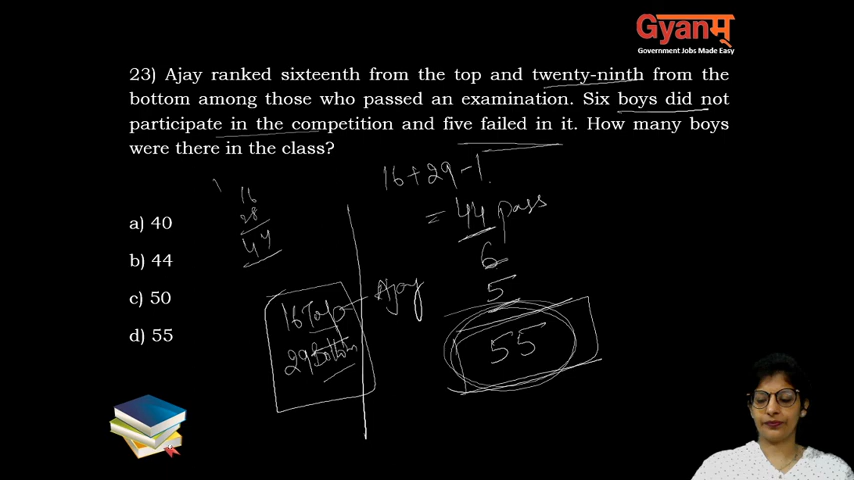 Gyanम्
Government Jobs Made Easy
23) Ajay ranked sixteenth from the top and twenty-ninth from the
bottom among those who passed an examination. Six boys did not
participate in the competition and five failed in it. How many boys
were there in the class?
16+29-1
= 44 pass
6
5
55
16
28
44
a) 40
b) 44
c) 50
d) 55
16 Top
Ajay
29 Bottom